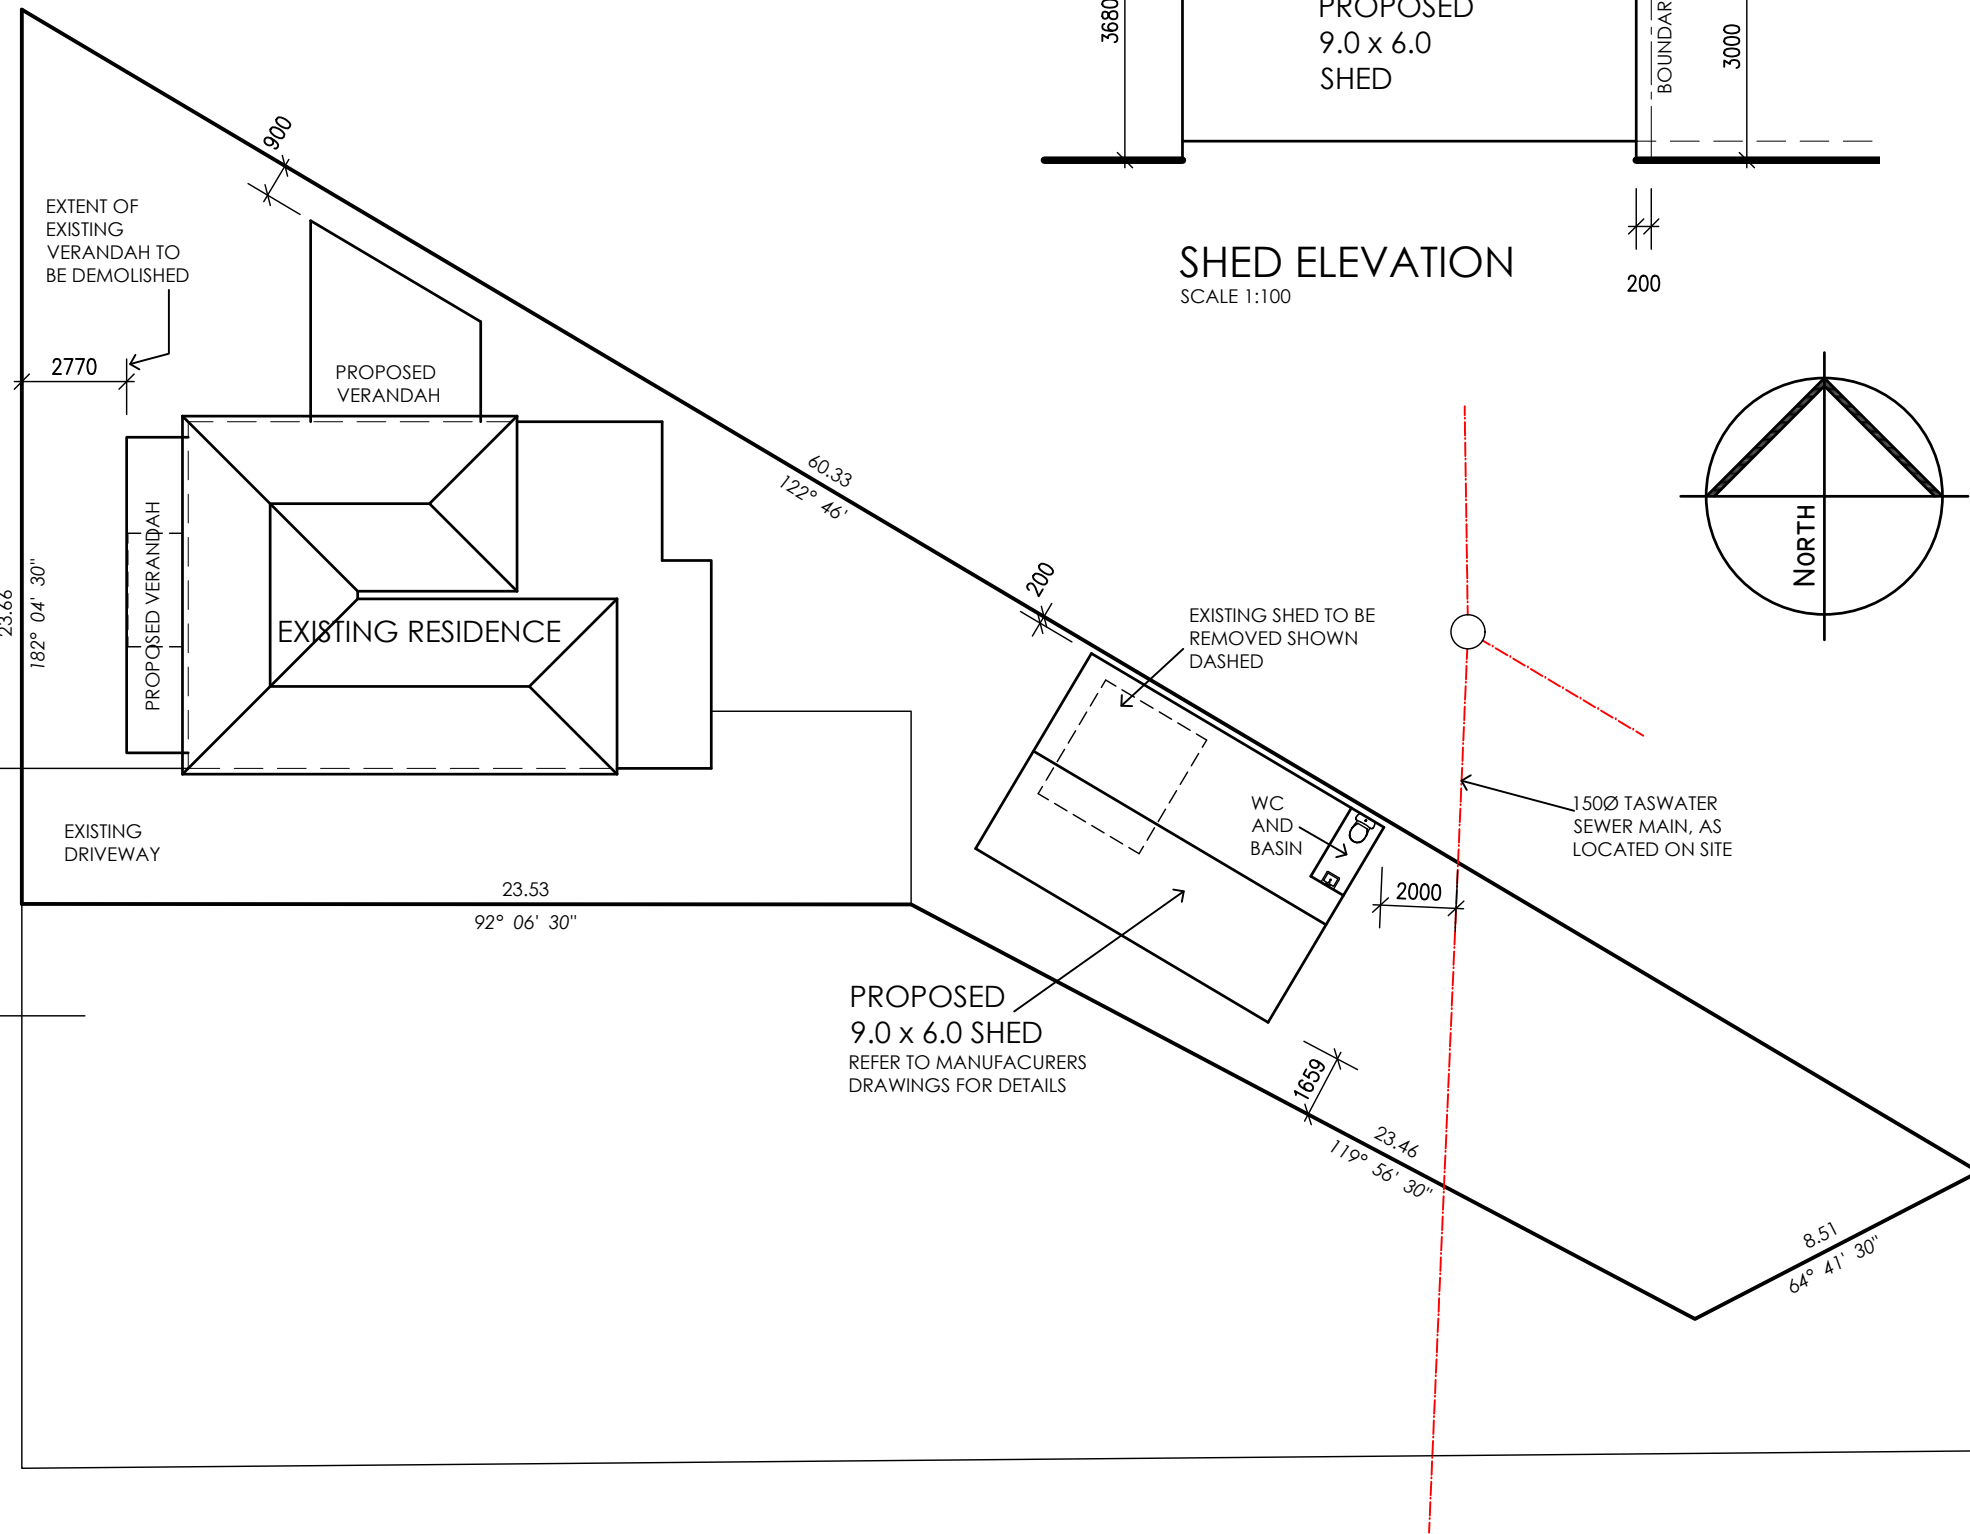 3680
PROPOSED
9.0 x 6.0
SHED
BOUNDAR
3000
SHED ELEVATION
SCALE 1:100
200
900
EXTENT OF
EXISTING
VERANDAH TO
BE DEMOLISHED
2770
PROPOSED
VERANDAH
60.33
122° 46'
NORTH
PROPOSED VERANDAH
23.66
182° 04' 30"
EXISTING RESIDENCE
200
EXISTING SHED TO BE
REMOVED SHOWN
DASHED
WC
AND
BASIN
150Ø TASWATER
SEWER MAIN, AS
LOCATED ON SITE
EXISTING
DRIVEWAY
2000
23.53
92° 06' 30"
PROPOSED
9.0 x 6.0 SHED
REFER TO MANUFACURERS
DRAWINGS FOR DETAILS
1659
23.46
119° 56' 30"
8.51
64° 41' 30"